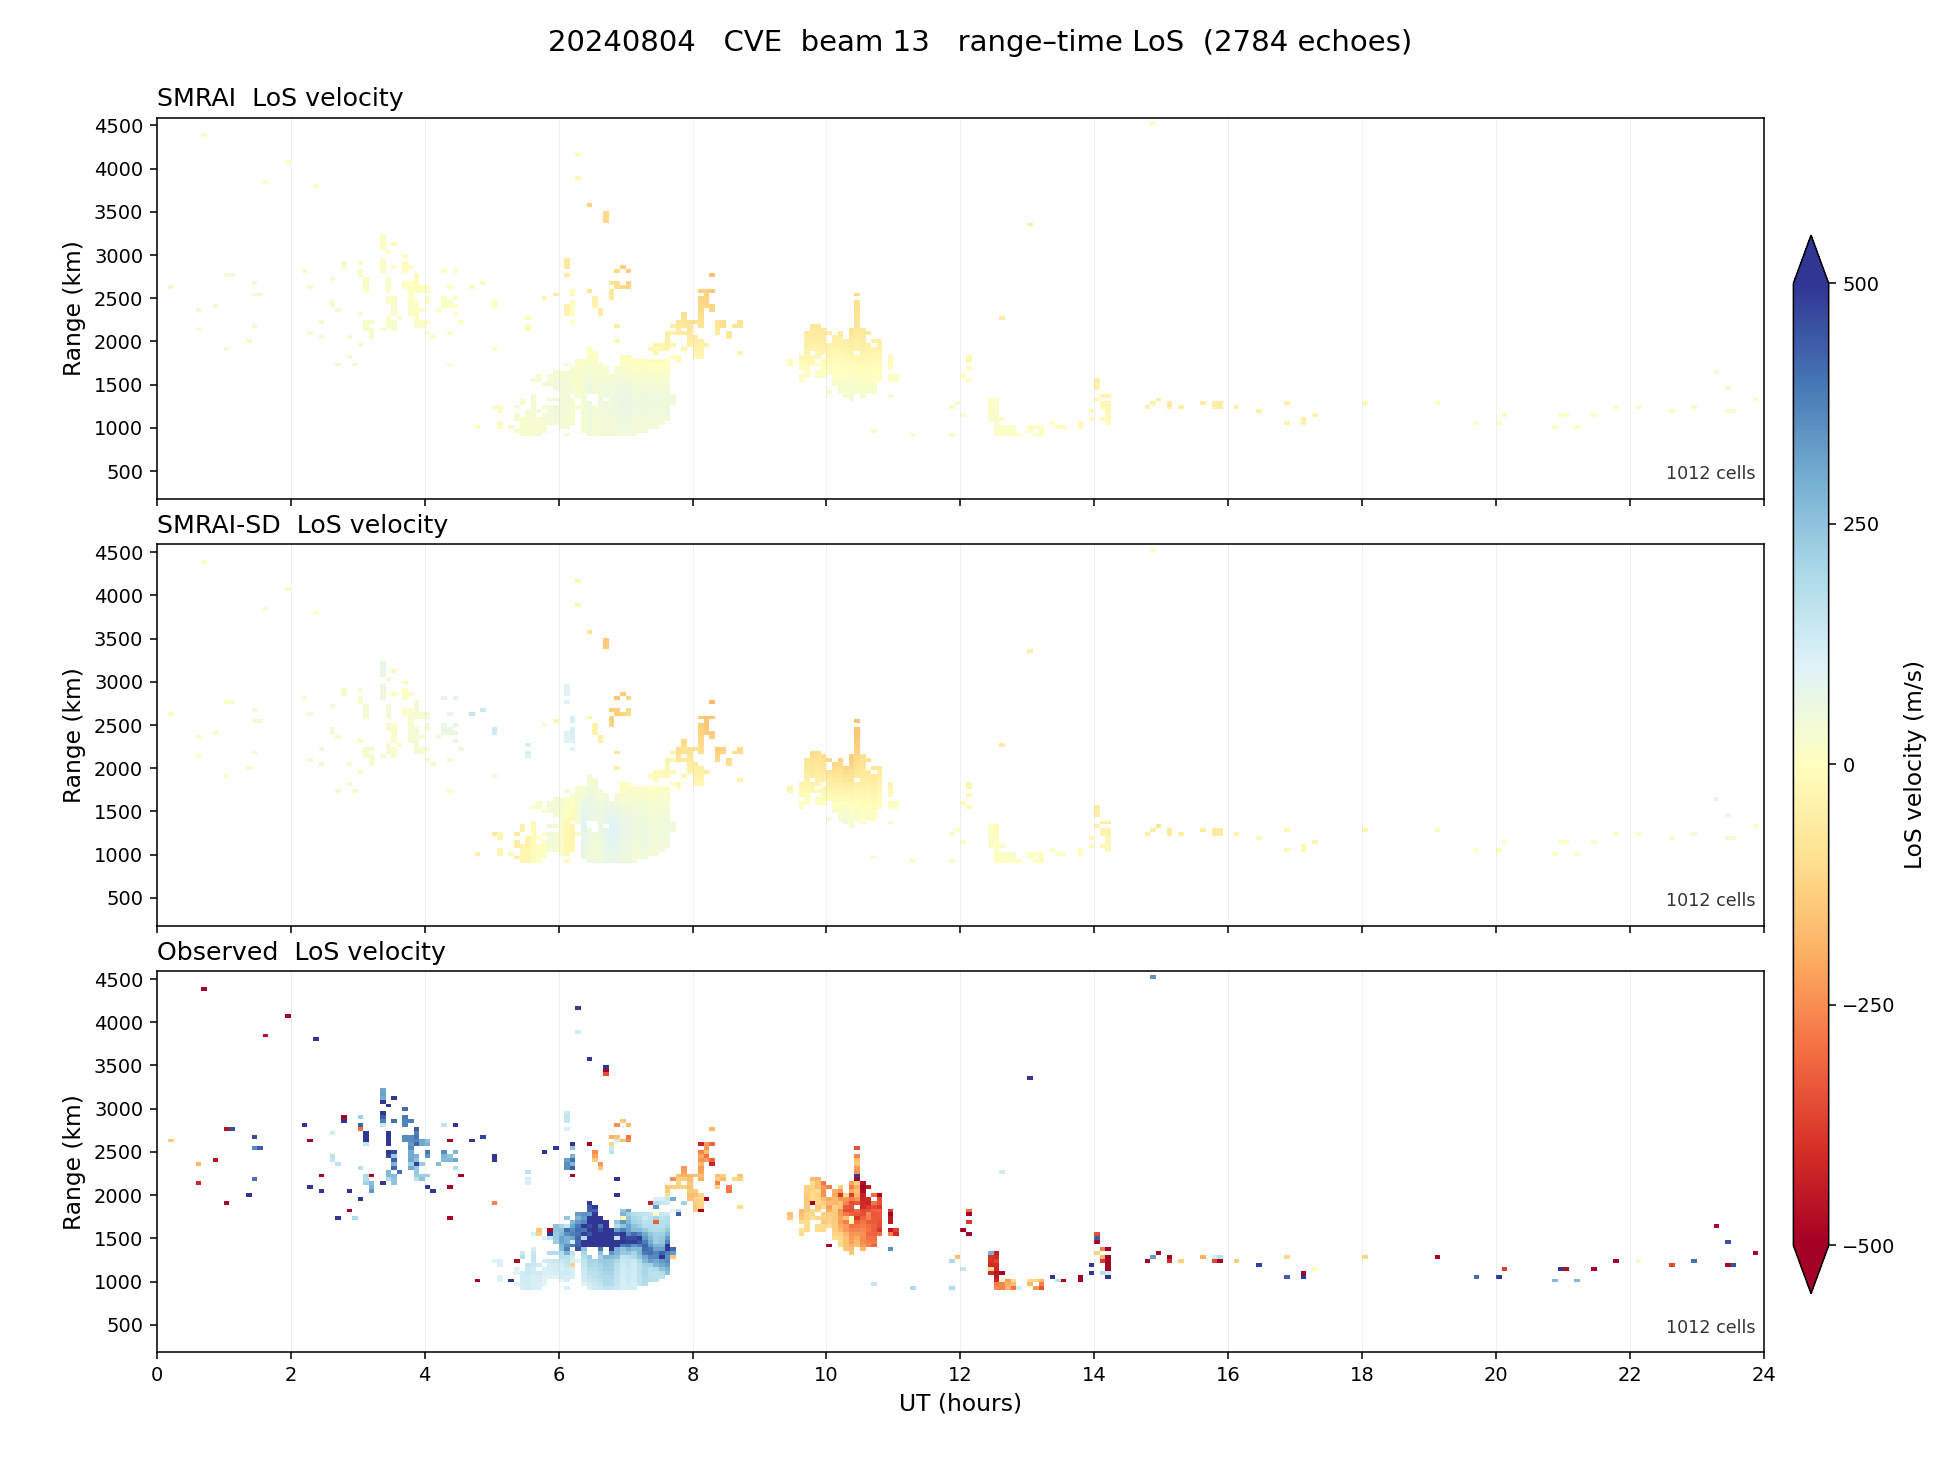 20240804   CVE  beam 13   range–time LoS  (2784 echoes)
SMRAI  LoS velocity
4500
4000
3500
3000
2500
2000
1500
1000
500
Range (km)
1012 cells
SMRAI-SD  LoS velocity
4500
4000
3500
3000
2500
2000
1500
1000
500
Range (km)
1012 cells
Observed  LoS velocity
4500
4000
3500
3000
2500
2000
1500
1000
500
Range (km)
1012 cells
0 2 4 6 8 10 12 14 16 18 20 22 24
UT (hours)
500
250
0
−250
−500
LoS velocity (m/s)